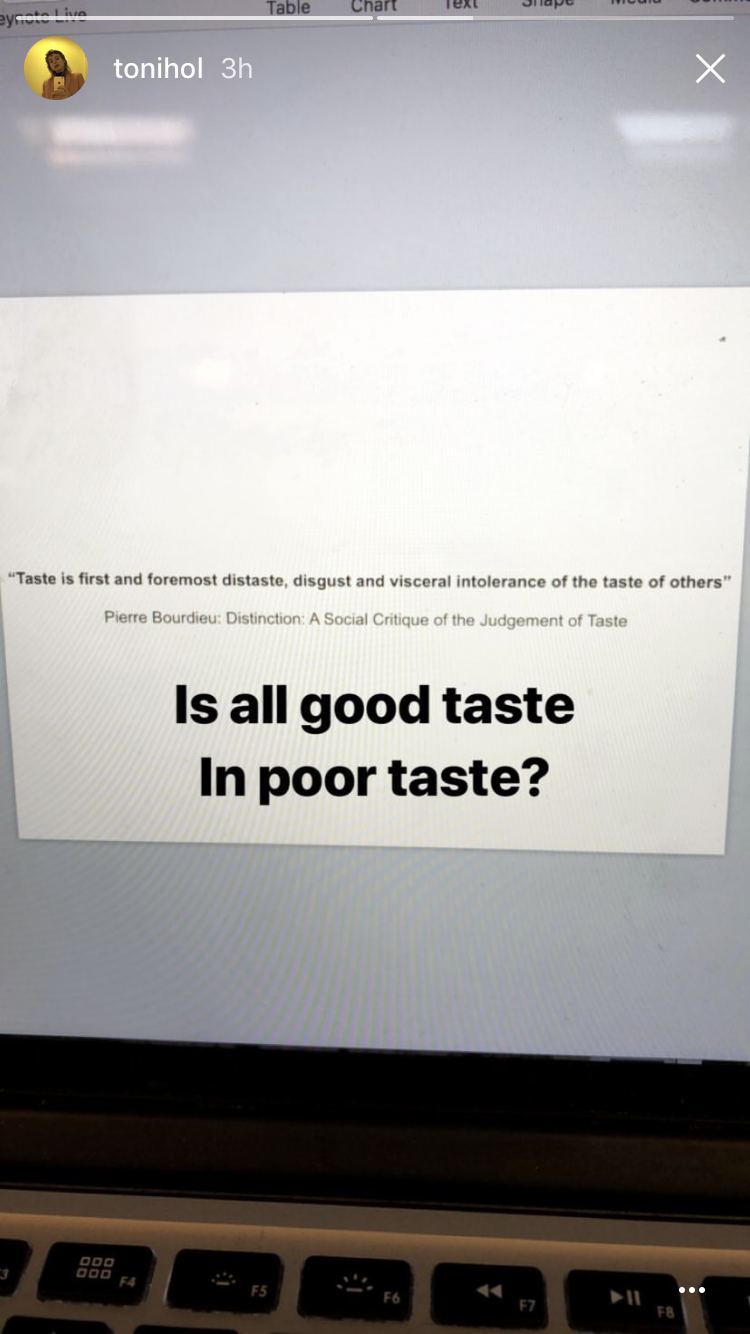 eynote Live
Table Chart Text Shape Media
tonihol 3h
“Taste is first and foremost distaste, disgust and visceral intolerance of the taste of others”
Pierre Bourdieu: Distinction: A Social Critique of the Judgement of Taste
Is all good taste
In poor taste?
F4 F5 F6 F7 F8